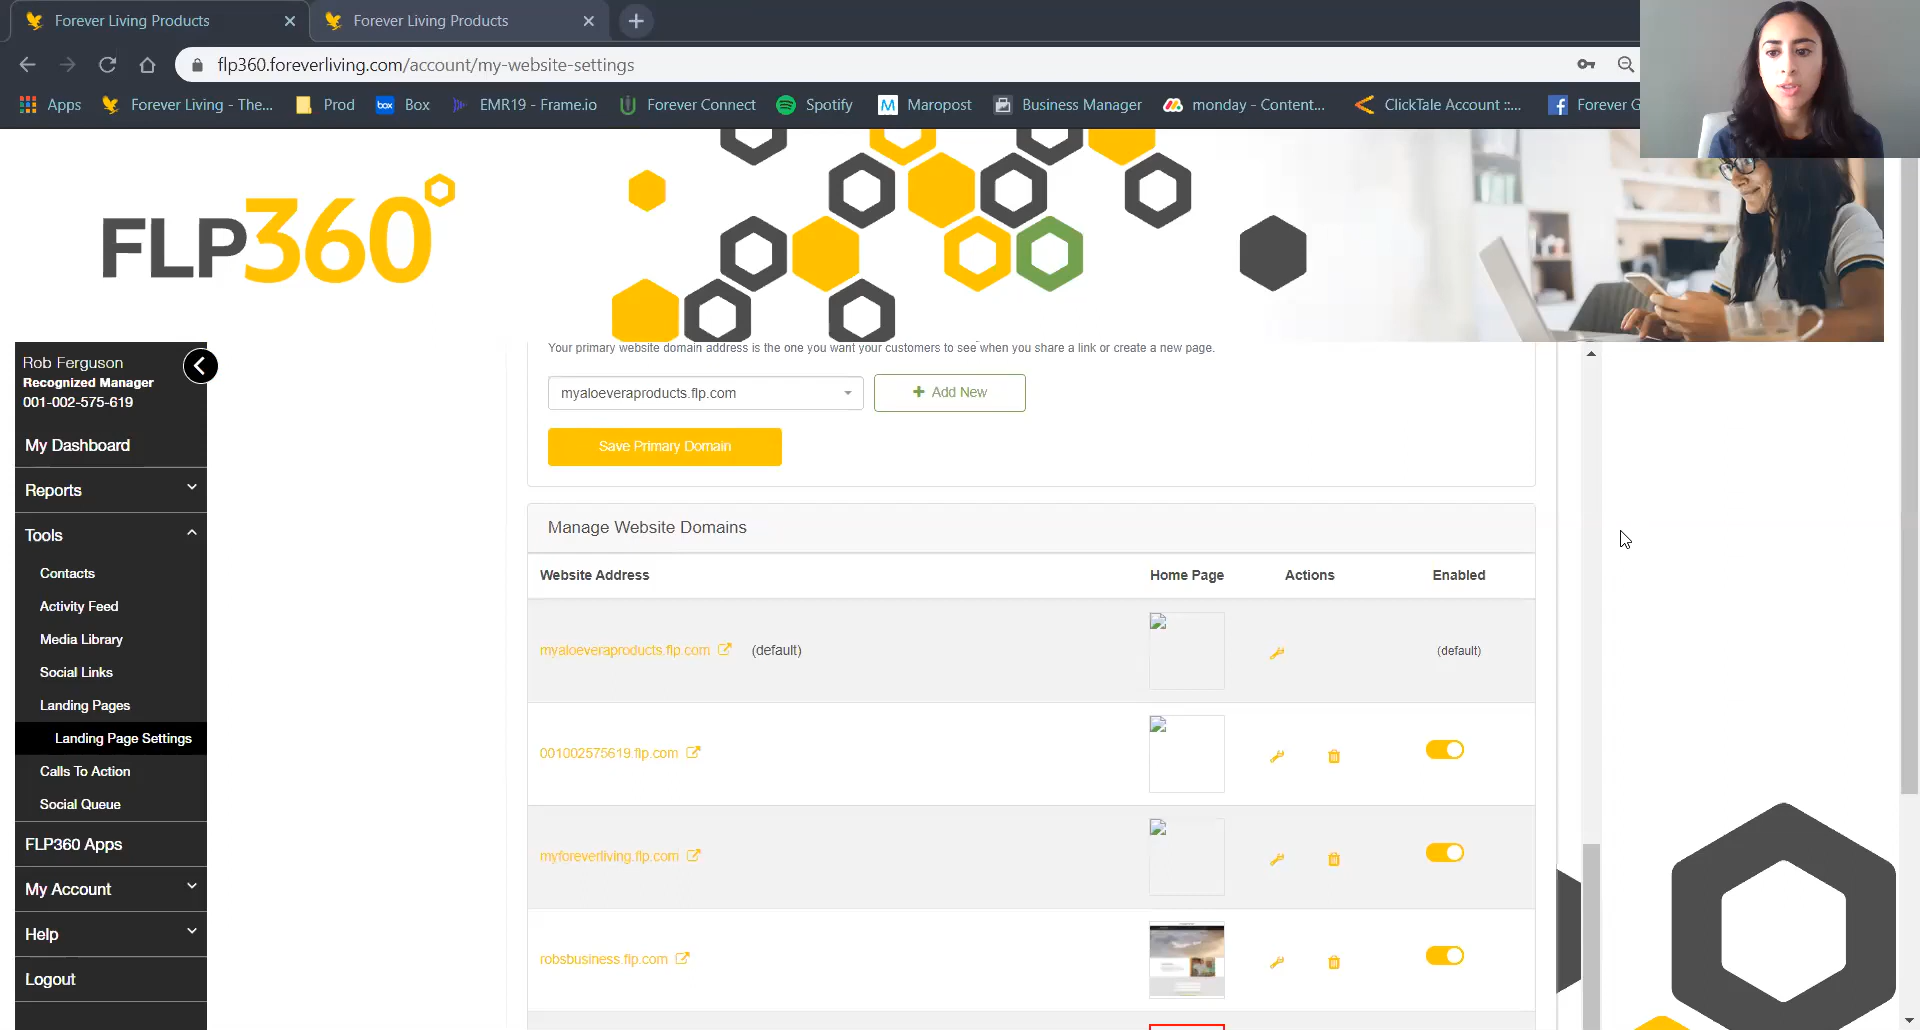 Forever Living Products
Forever Living Products
flp360.foreverliving.com/account/my-website-settings
Apps
Forever Living - The...
Prod
box
Box
EMR19 - Frame.io
Forever Connect
Spotify
M
Maropost
Business Manager
monday - Content...
ClickTale Account ::...
Forever G
FLP360
Rob Ferguson
Recognized Manager
001-002-575-619
My Dashboard
Reports
Tools
Contacts
Activity Feed
Media Library
Social Links
Landing Pages
Landing Page Settings
Calls To Action
Social Queue
FLP360 Apps
My Account
Help
Logout
Your primary website domain address is the one you want your customers to see when you share a link or create a new page.
myaloeveraproducts.flp.com
Add New
Save Primary Domain
Manage Website Domains
Website Address Home Page Actions Enabled
myaloeveraproducts.flp.com (default) (default)
001002575619.flp.com
myforeverliving.flp.com
robsbusiness.flp.com